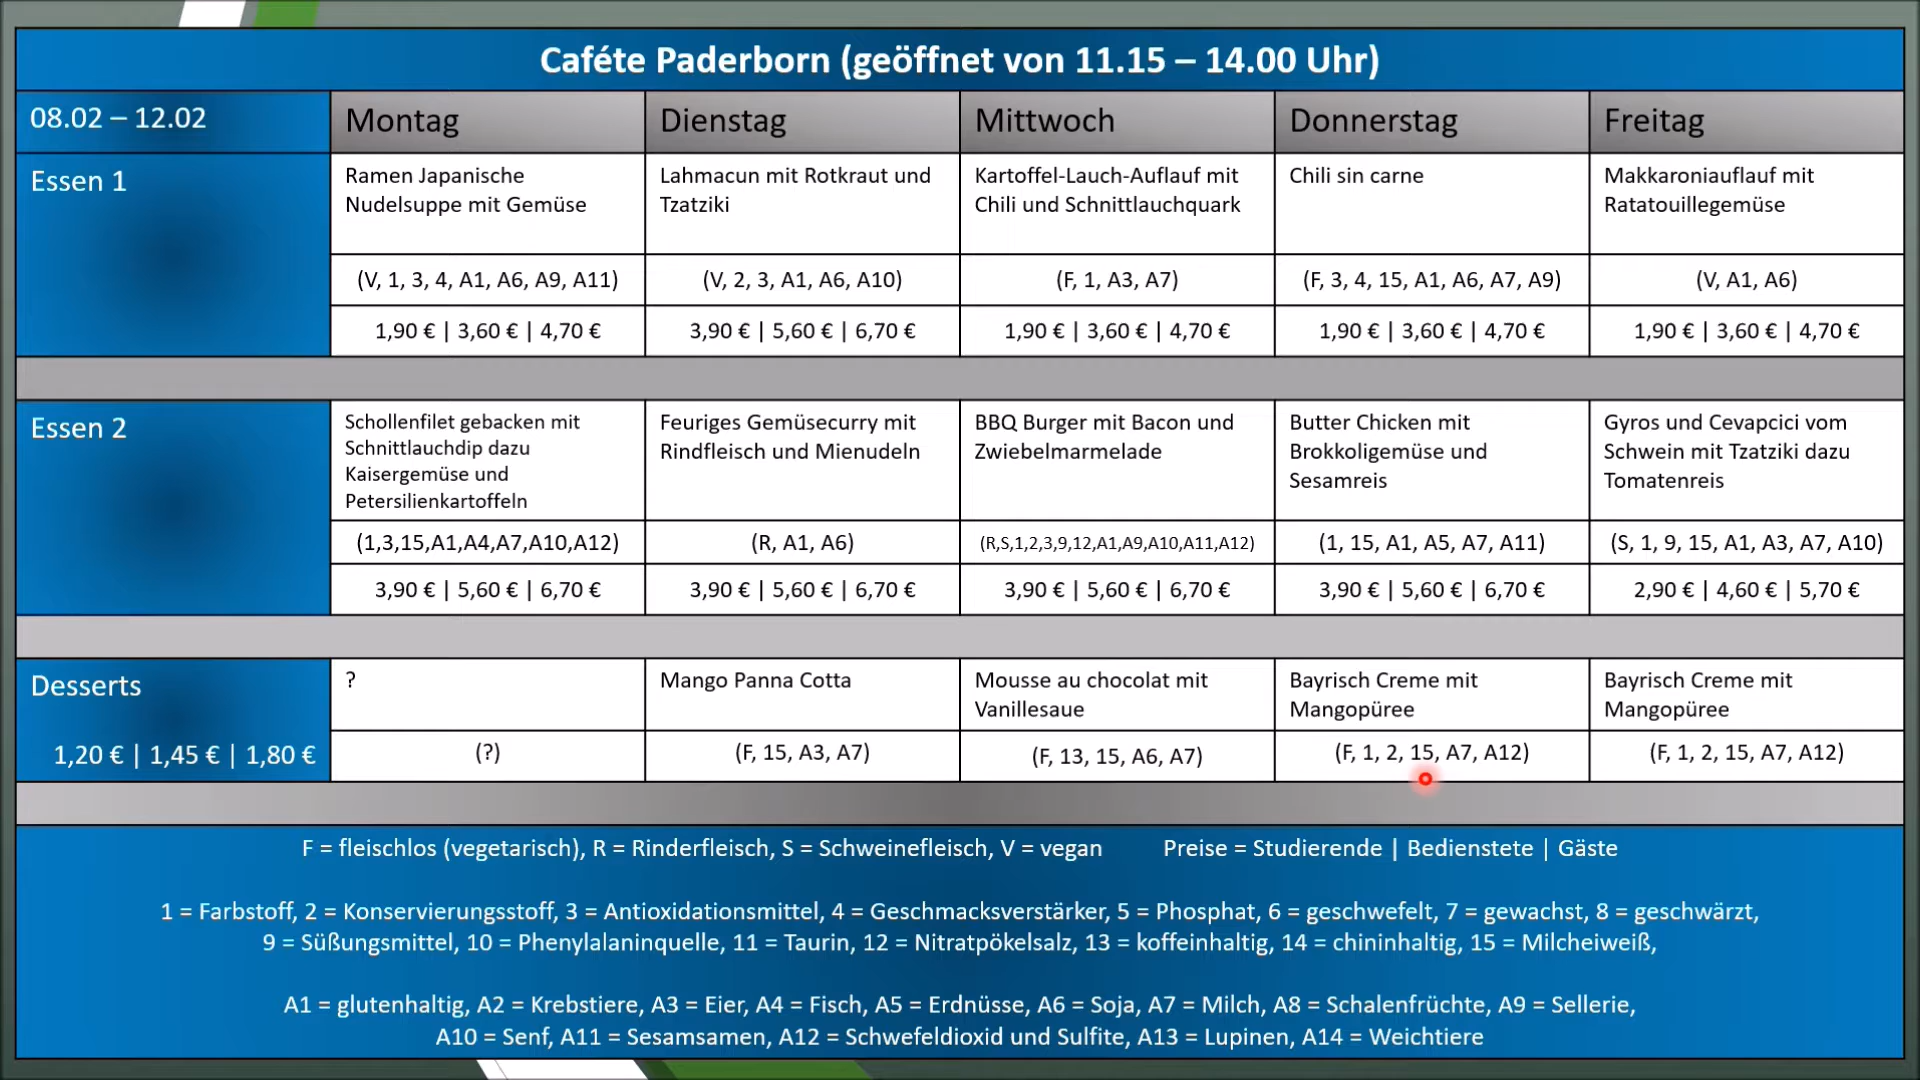 Caféte Paderborn (geöffnet von 11.15 – 14.00 Uhr)
08.02 – 12.02
Montag
Dienstag
Mittwoch
Donnerstag
Freitag
Essen 1
Ramen Japanische
Nudelsuppe mit Gemüse
Lahmacun mit Rotkraut und
Tzatziki
Kartoffel-Lauch-Auflauf mit
Chili und Schnittlauchquark
Chili sin carne
Makkaroniauflauf mit
Ratatouillegemüse
(V, 1, 3, 4, A1, A6, A9, A11)
(V, 2, 3, A1, A6, A10)
(F, 1, A3, A7)
(F, 3, 4, 15, A1, A6, A7, A9)
(V, A1, A6)
1,90 € | 3,60 € | 4,70 €
3,90 € | 5,60 € | 6,70 €
1,90 € | 3,60 € | 4,70 €
1,90 € | 3,60 € | 4,70 €
1,90 € | 3,60 € | 4,70 €
Essen 2
Schollenfilet gebacken mit
Schnittlauchdip dazu
Kaisergemüse und
Petersilienkartoffeln
Feuriges Gemüsecurry mit
Rindfleisch und Mienudeln
BBQ Burger mit Bacon und
Zwiebelmarmelade
Butter Chicken mit
Brokkoligemüse und
Sesamreis
Gyros und Cevapcici vom
Schwein mit Tzatziki dazu
Tomatenreis
(1,3,15,A1,A4,A7,A10,A12)
(R, A1, A6)
(R,S,1,2,3,9,12,A1,A9,A10,A11,A12)
(1, 15, A1, A5, A7, A11)
(S, 1, 9, 15, A1, A3, A7, A10)
3,90 € | 5,60 € | 6,70 €
3,90 € | 5,60 € | 6,70 €
3,90 € | 5,60 € | 6,70 €
3,90 € | 5,60 € | 6,70 €
2,90 € | 4,60 € | 5,70 €
Desserts
1,20 € | 1,45 € | 1,80 €
?
Mango Panna Cotta
Mousse au chocolat mit
Vanillesaue
Bayrisch Creme mit
Mangopüree
Bayrisch Creme mit
Mangopüree
(?)
(F, 15, A3, A7)
(F, 13, 15, A6, A7)
(F, 1, 2, 15, A7, A12)
(F, 1, 2, 15, A7, A12)
F = fleischlos (vegetarisch), R = Rinderfleisch, S = Schweinefleisch, V = vegan Preise = Studierende | Bedienstete | Gäste
1 = Farbstoff, 2 = Konservierungsstoff, 3 = Antioxidationsmittel, 4 = Geschmacksverstärker, 5 = Phosphat, 6 = geschwefelt, 7 = gewachst, 8 = geschwärzt,
9 = Süßungsmittel, 10 = Phenylalaninquelle, 11 = Taurin, 12 = Nitratpökelsalz, 13 = koffeinhaltig, 14 = chininhaltig, 15 = Milcheiweiß,
A1 = glutenhaltig, A2 = Krebstiere, A3 = Eier, A4 = Fisch, A5 = Erdnüsse, A6 = Soja, A7 = Milch, A8 = Schalenfrüchte, A9 = Sellerie,
A10 = Senf, A11 = Sesamsamen, A12 = Schwefeldioxid und Sulfite, A13 = Lupinen, A14 = Weichtiere